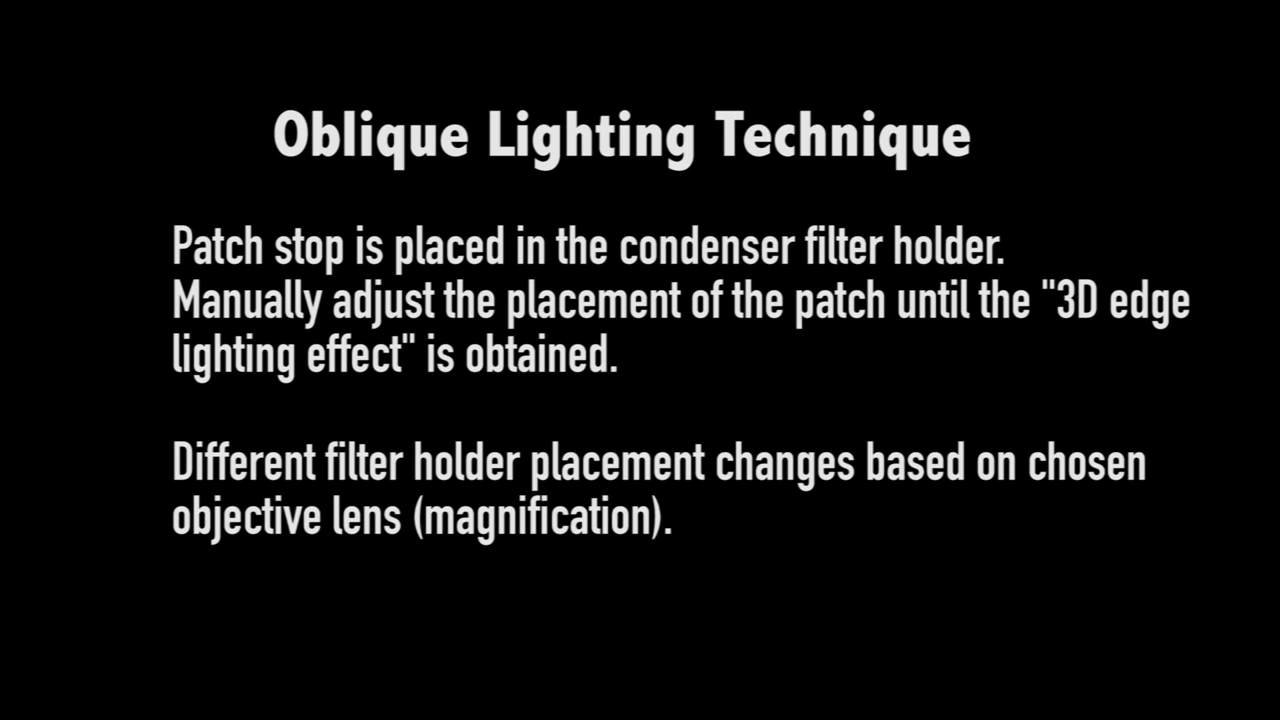 Oblique Lighting Technique
Patch stop is placed in the condenser filter holder.
Manually adjust the placement of the patch until the "3D edge
lighting effect" is obtained.
Different filter holder placement changes based on chosen
objective lens (magnification).